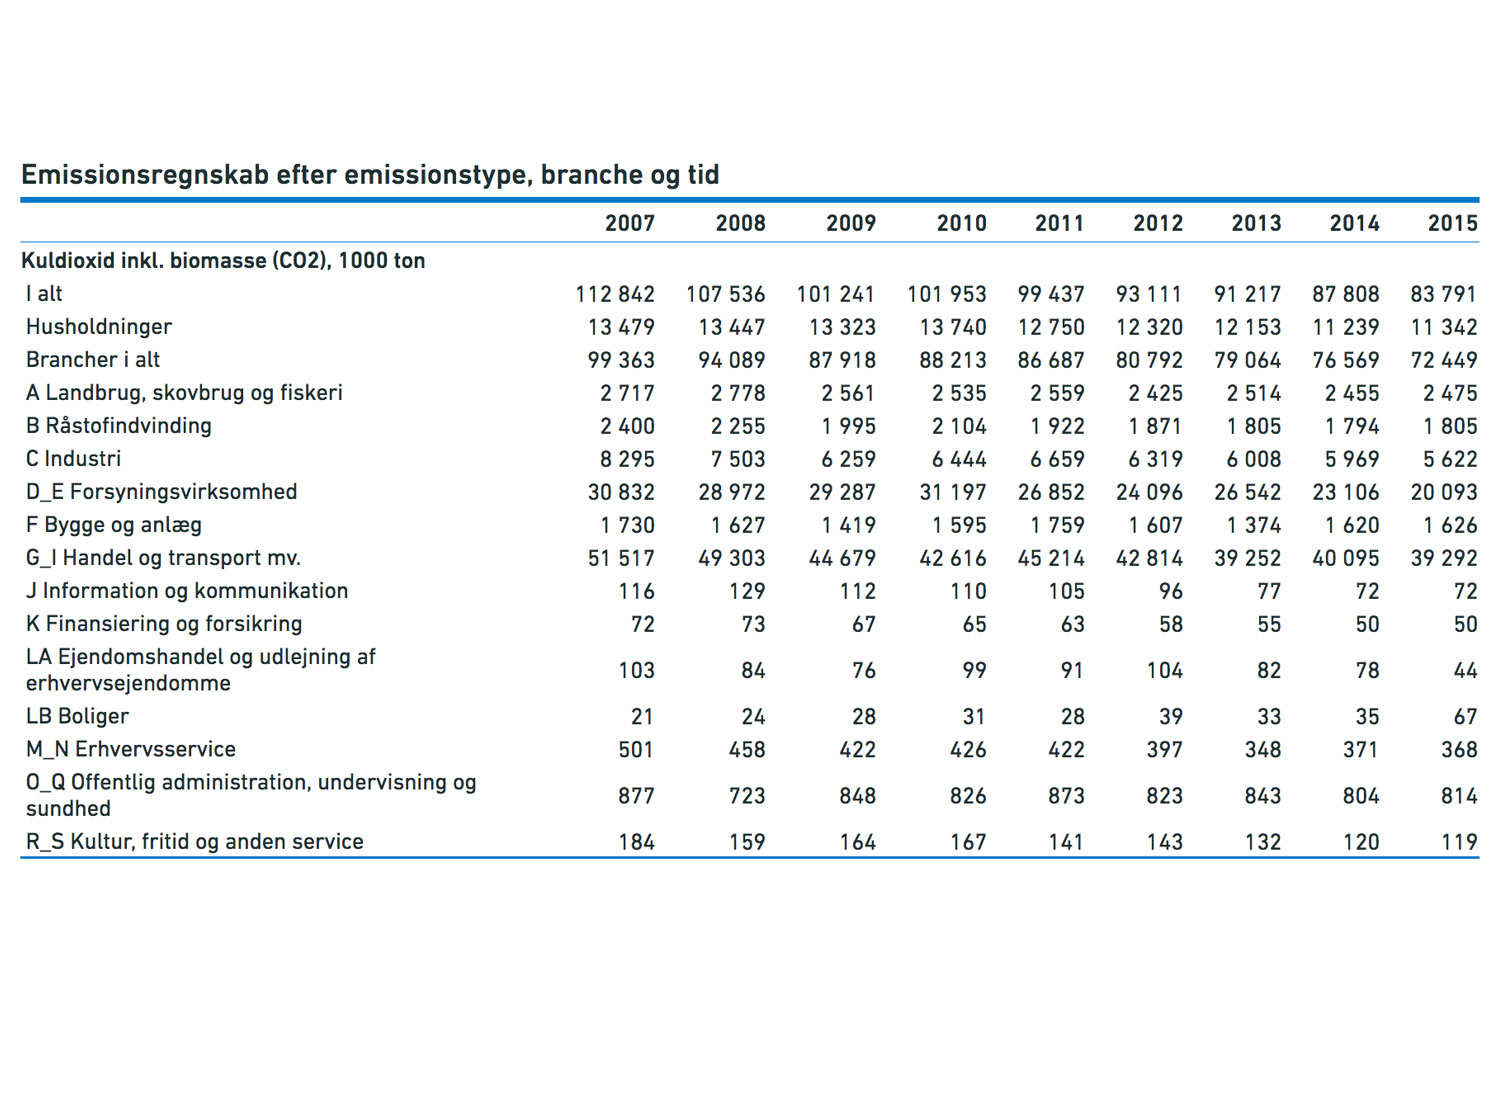 Emissionsregnskab efter emissionstype, branche og tid
2007 2008 2009 2010 2011 2012 2013 2014 2015
Kuldioxid inkl. biomasse (CO2), 1000 ton
I alt 112 842 107 536 101 241 101 953 99 437 93 111 91 217 87 808 83 791
Husholdninger 13 479 13 447 13 323 13 740 12 750 12 320 12 153 11 239 11 342
Brancher i alt 99 363 94 089 87 918 88 213 86 687 80 792 79 064 76 569 72 449
A Landbrug, skovbrug og fiskeri 2 717 2 778 2 561 2 535 2 559 2 425 2 514 2 455 2 475
B Råstofindvinding 2 400 2 255 1 995 2 104 1 922 1 871 1 805 1 794 1 805
C Industri 8 295 7 503 6 259 6 444 6 659 6 319 6 008 5 969 5 622
D_E Forsyningsvirksomhed 30 832 28 972 29 287 31 197 26 852 24 096 26 542 23 106 20 093
F Bygge og anlæg 1 730 1 627 1 419 1 595 1 759 1 607 1 374 1 620 1 626
G_I Handel og transport mv. 51 517 49 303 44 679 42 616 45 214 42 814 39 252 40 095 39 292
J Information og kommunikation 116 129 112 110 105 96 77 72 72
K Finansiering og forsikring 72 73 67 65 63 58 55 50 50
LA Ejendomshandel og udlejning af
erhvervsejendomme 103 84 76 99 91 104 82 78 44
LB Boliger 21 24 28 31 28 39 33 35 67
M_N Erhvervsservice 501 458 422 426 422 397 348 371 368
O_Q Offentlig administration, undervisning og
sundhed 877 723 848 826 873 823 843 804 814
R_S Kultur, fritid og anden service 184 159 164 167 141 143 132 120 119